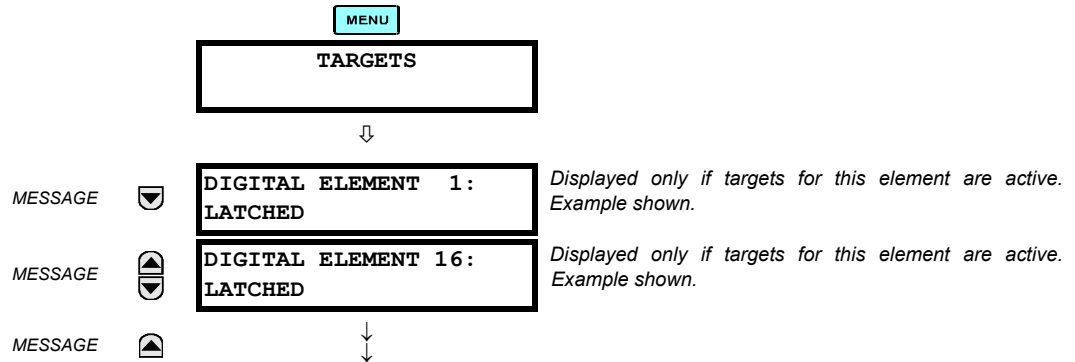 MENU
TARGETS
MESSAGE
DIGITAL ELEMENT 1:
LATCHED
Displayed only if targets for this element are active.
Example shown.
MESSAGE
DIGITAL ELEMENT 16:
LATCHED
Displayed only if targets for this element are active.
Example shown.
MESSAGE